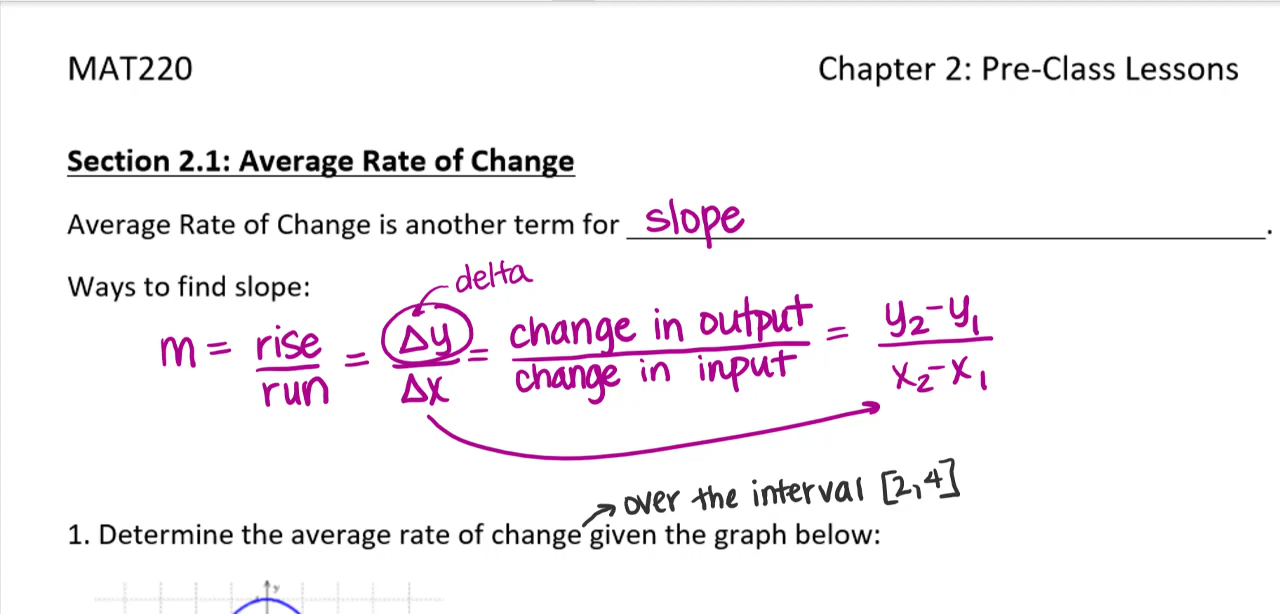 MAT220 Chapter 2: Pre-Class Lessons
Section 2.1: Average Rate of Change
Average Rate of Change is another term for slope.
delta
Ways to find slope:
m = rise/run = Δy/Δx = change in output/change in input = y₂-y₁/x₂-x₁
over the interval [2,4]
1. Determine the average rate of change given the graph below:
y